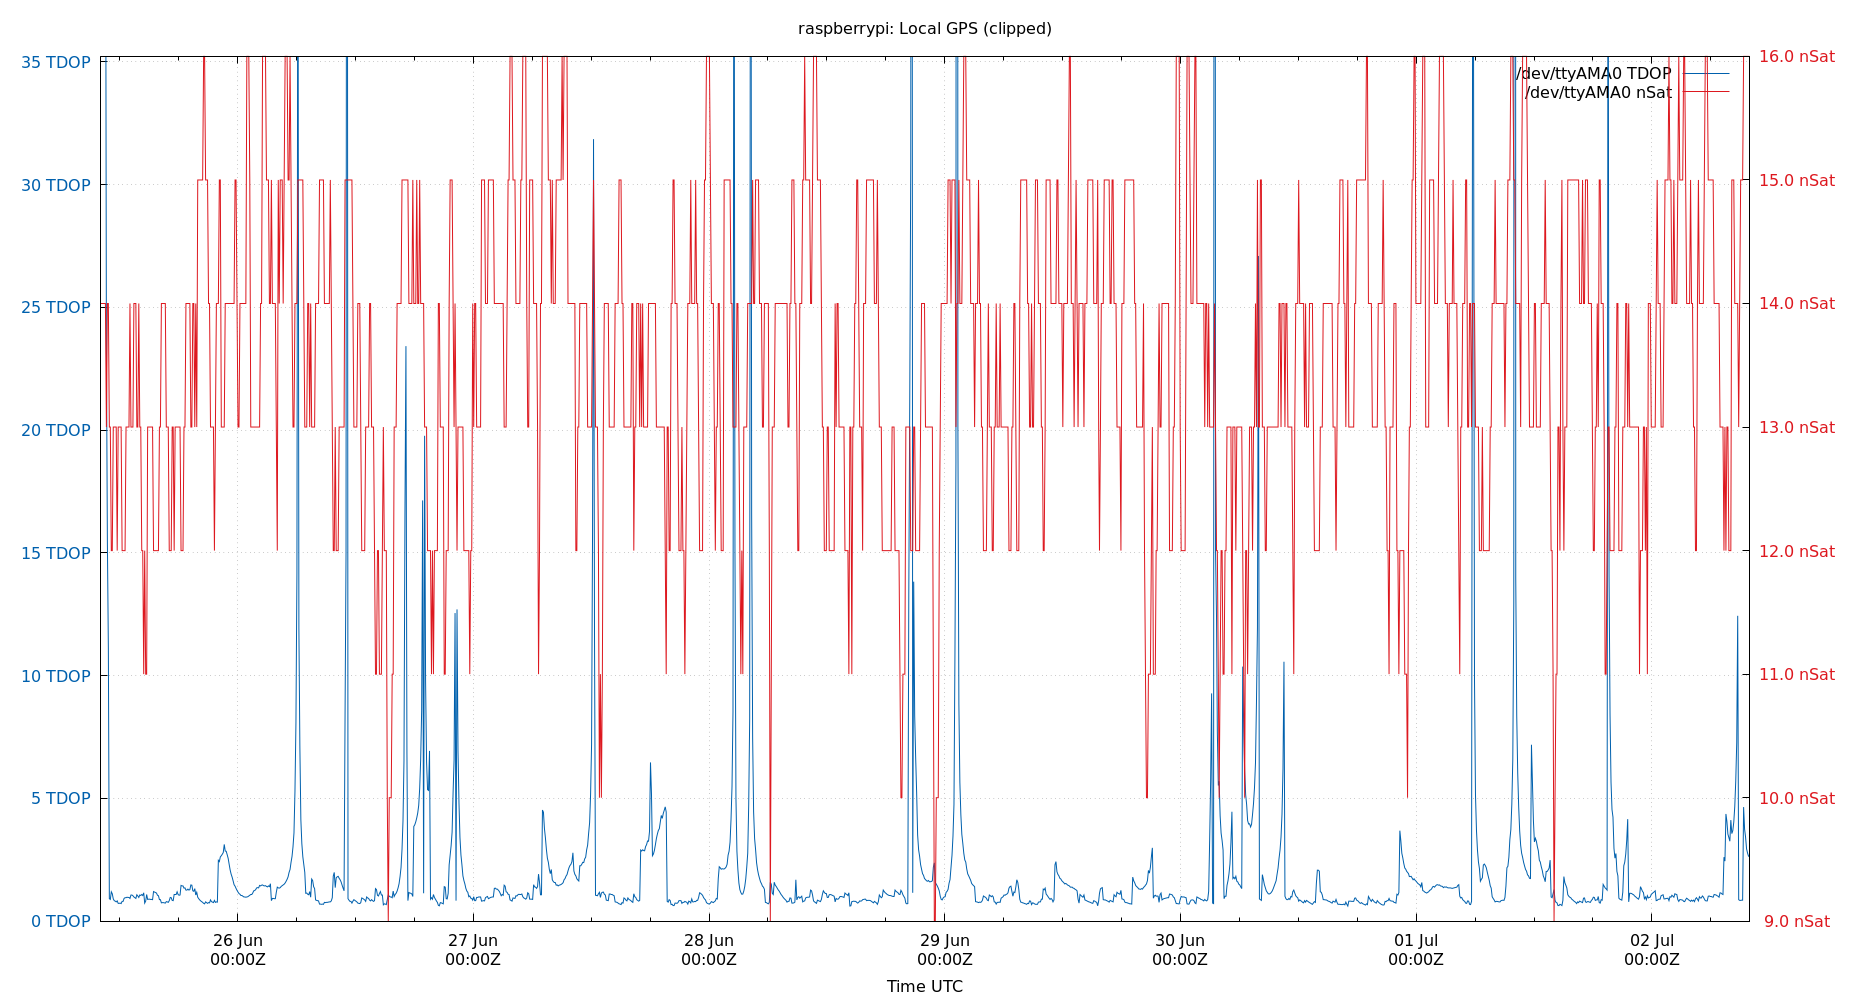 raspberrypi: Local GPS (clipped)
35 TDOP
30 TDOP
25 TDOP
20 TDOP
15 TDOP
10 TDOP
5 TDOP
0 TDOP
16.0 nSat
15.0 nSat
14.0 nSat
13.0 nSat
12.0 nSat
11.0 nSat
10.0 nSat
9.0 nSat
/dev/ttyAMA0 TDOP
/dev/ttyAMA0 nSat
26 Jun
00:00Z
27 Jun
00:00Z
28 Jun
00:00Z
29 Jun
00:00Z
30 Jun
00:00Z
01 Jul
00:00Z
02 Jul
00:00Z
Time UTC